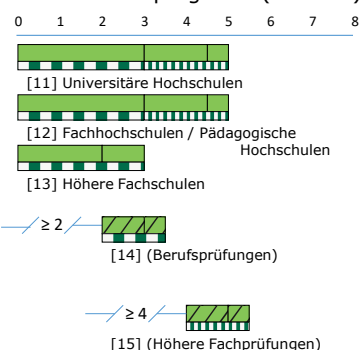 0 1 2 3 4 5 6 7 8
[11] Universitäre Hochschulen
[12] Fachhochschulen / Pädagogische
Hochschulen
[13] Höhere Fachschulen
≥ 2
[14] (Berufsprüfungen)
≥ 4
[15] (Höhere Fachprüfungen)